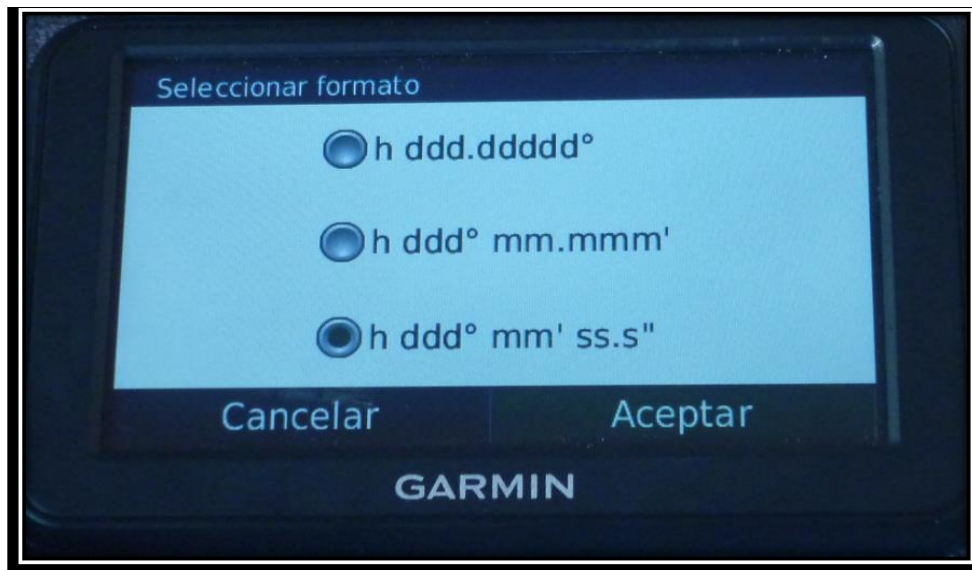 Seleccionar formato
h ddd.ddddd°
h ddd° mm.mmm'
h ddd° mm' ss.s"
Cancelar Aceptar
GARMIN